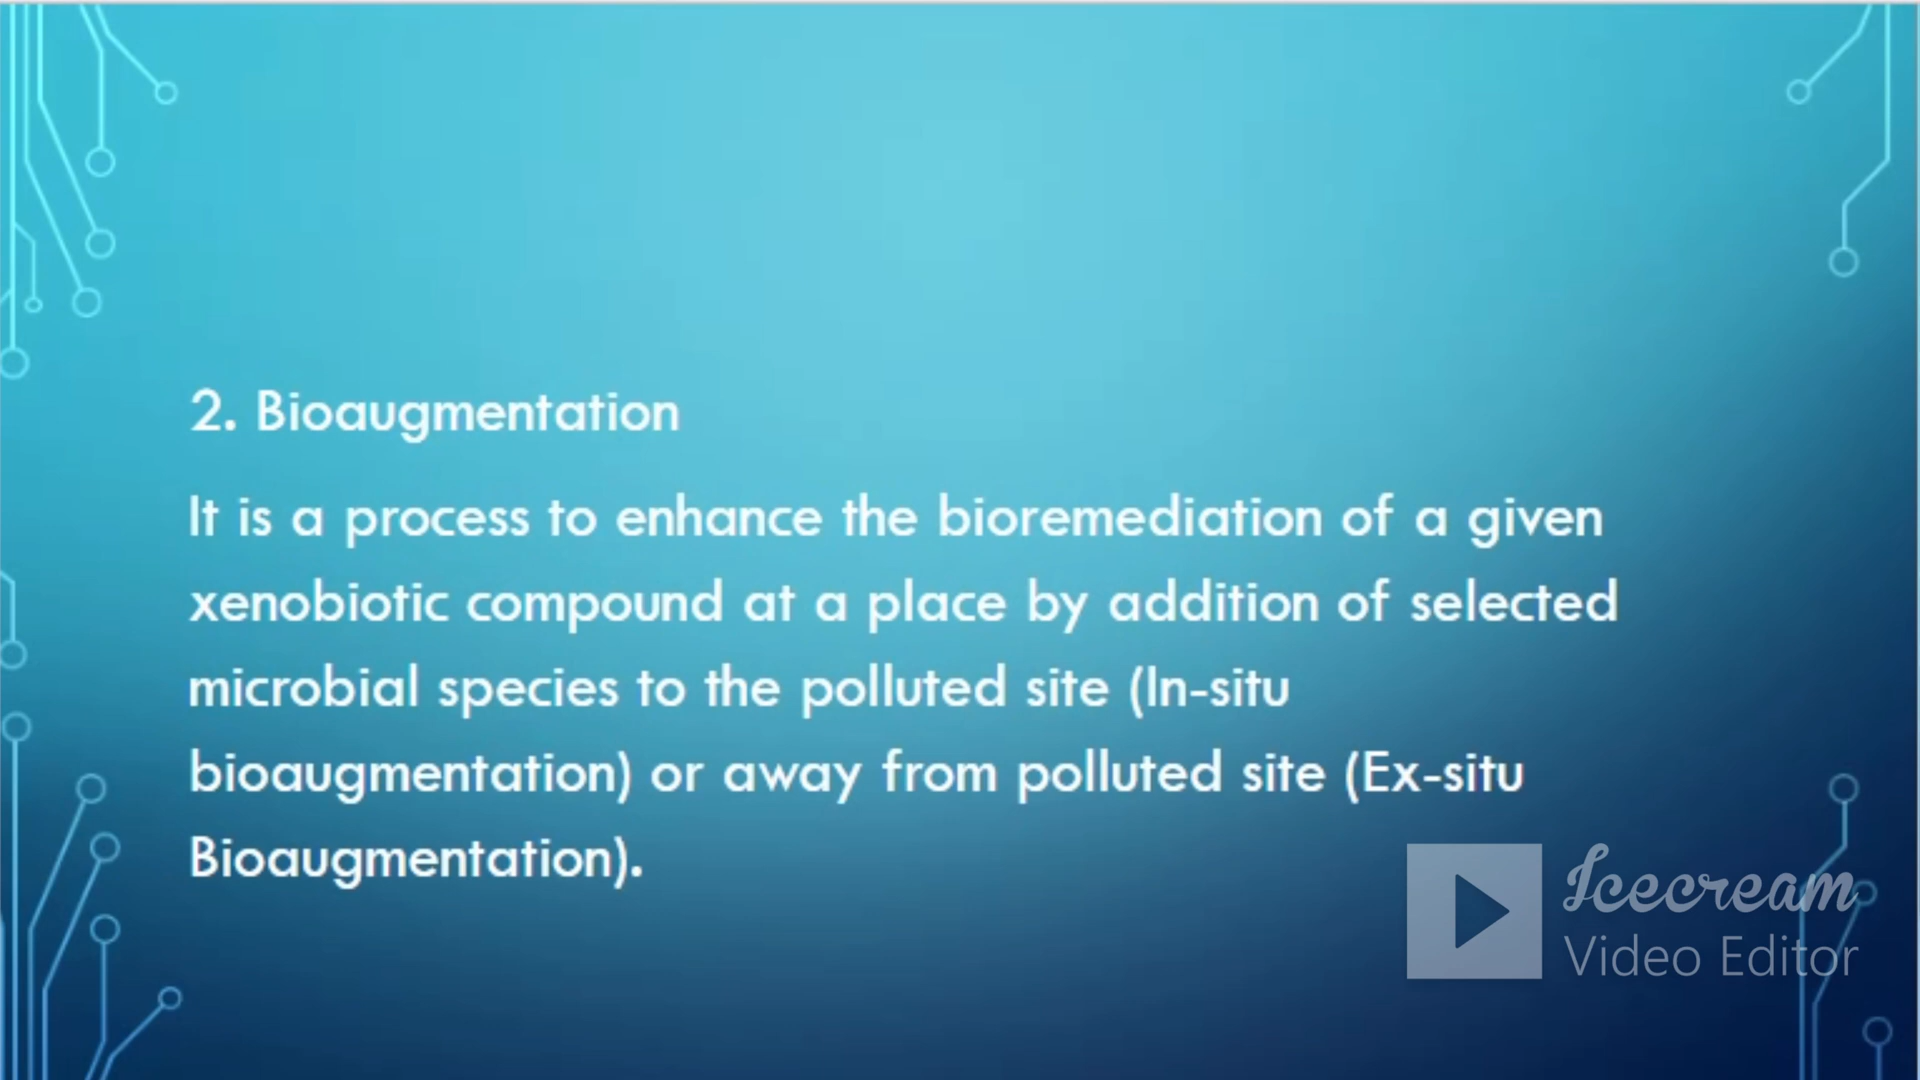 2. Bioaugmentation
It is a process to enhance the bioremediation of a given
xenobiotic compound at a place by addition of selected
microbial species to the polluted site (In-situ
bioaugmentation) or away from polluted site (Ex-situ
Bioaugmentation).
Icecream
Video Editor